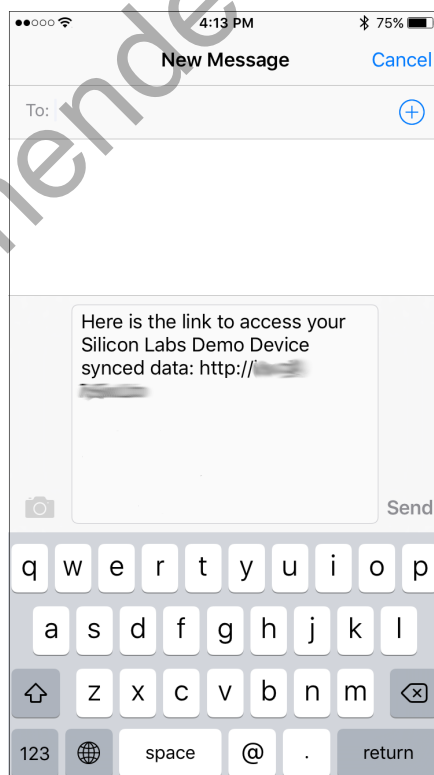 4:13 PM
75%
New Message
Cancel
To:
Here is the link to access your
Silicon Labs Demo Device
synced data: http://
Send
q w e r t y u i o p
a s d f g h j k l
z x c v b n m
123 space @ . return